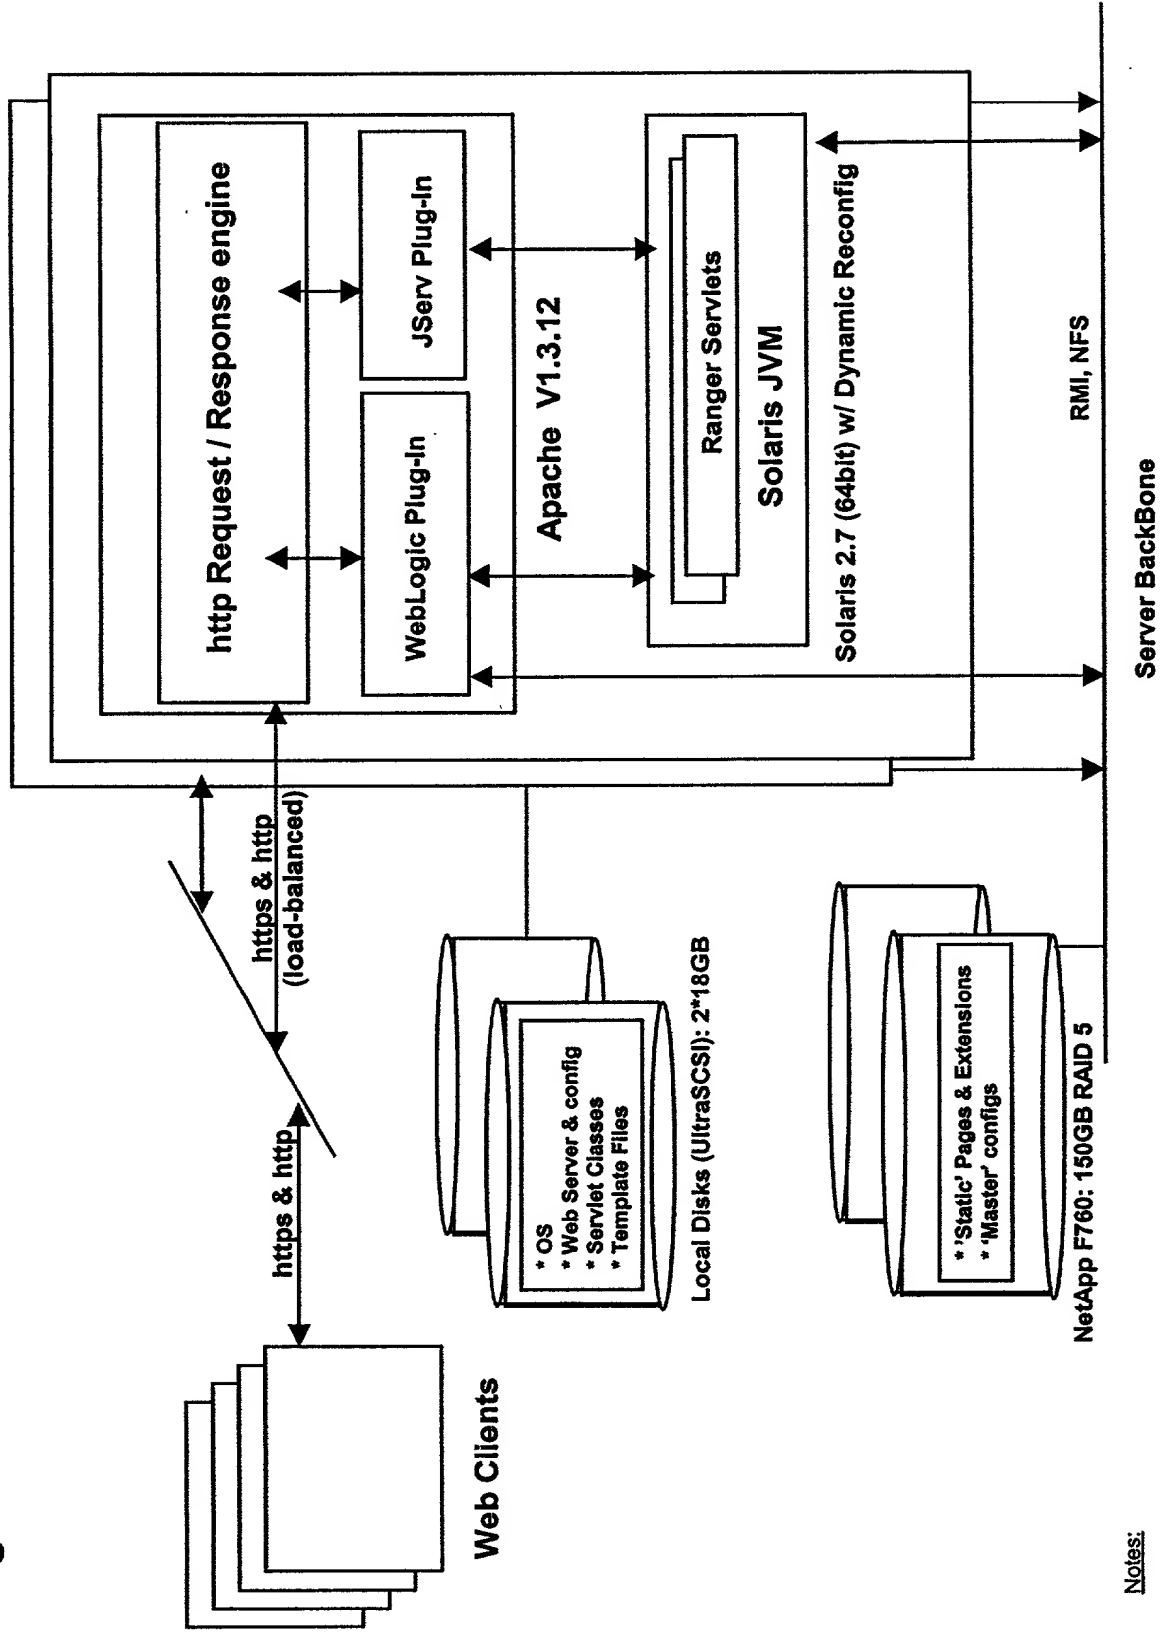 http Request / Response engine
WebLogic Plug-In
JServ Plug-In
Apache V1.3.12
Ranger Servlets
Solaris JVM
Solaris 2.7 (64bit) w/ Dynamic Reconfig
https & http
https & http
(load-balanced)
Web Clients
* OS
* Web Server & config
* Servlet Classes
* Template Files
Local Disks (UltraSCSI): 2*18GB
* 'Static' Pages & Extensions
* 'Master' configs
NetApp F760: 150GB RAID 5
RMI, NFS
Server BackBone
Notes: